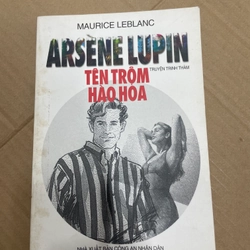 MAURICE LEBLANC
ARSÈNE LUPIN
TRUYỆN TRINH THÁM
TÊN TRỘM
HÀO HOA
NHÀ XUẤT BẢN CÔNG AN NHÂN DÂN